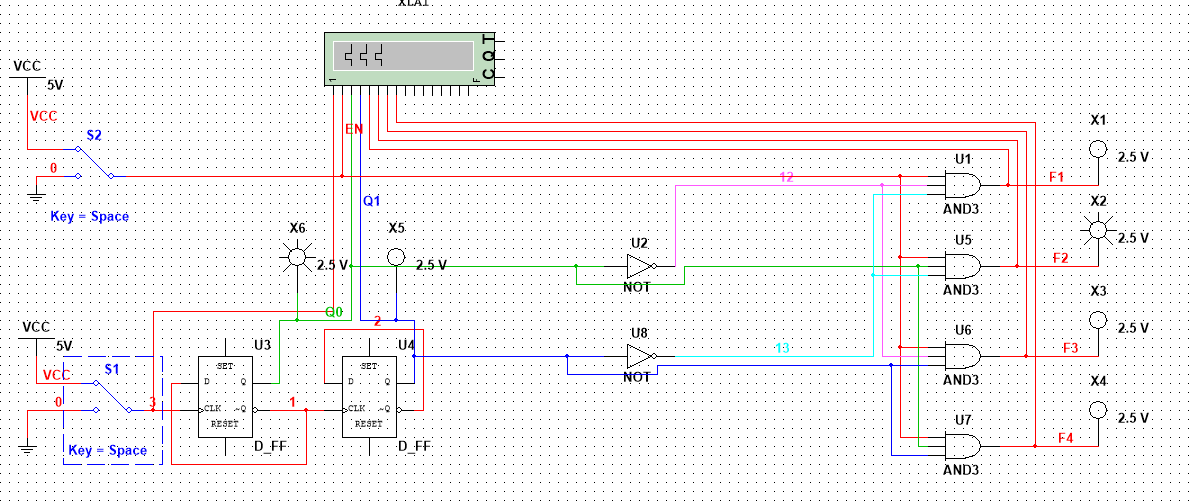 XLA1
VCC
5V
VCC
S2
0
Key = Space
1
F
C Q T
EN
Q1
X6
2.5 V
X5
2.5 V
Q0
2
VCC
5V
VCC
S1
0
3
Key = Space
U3
SET
D Q
CLK ~Q
RESET
D_FF
1
U4
SET
D Q
CLK ~Q
RESET
D_FF
U2
NOT
U8
NOT
12
13
U1
AND3
U5
AND3
U6
AND3
U7
AND3
F1
F2
F3
F4
X1
2.5 V
X2
2.5 V
X3
2.5 V
X4
2.5 V